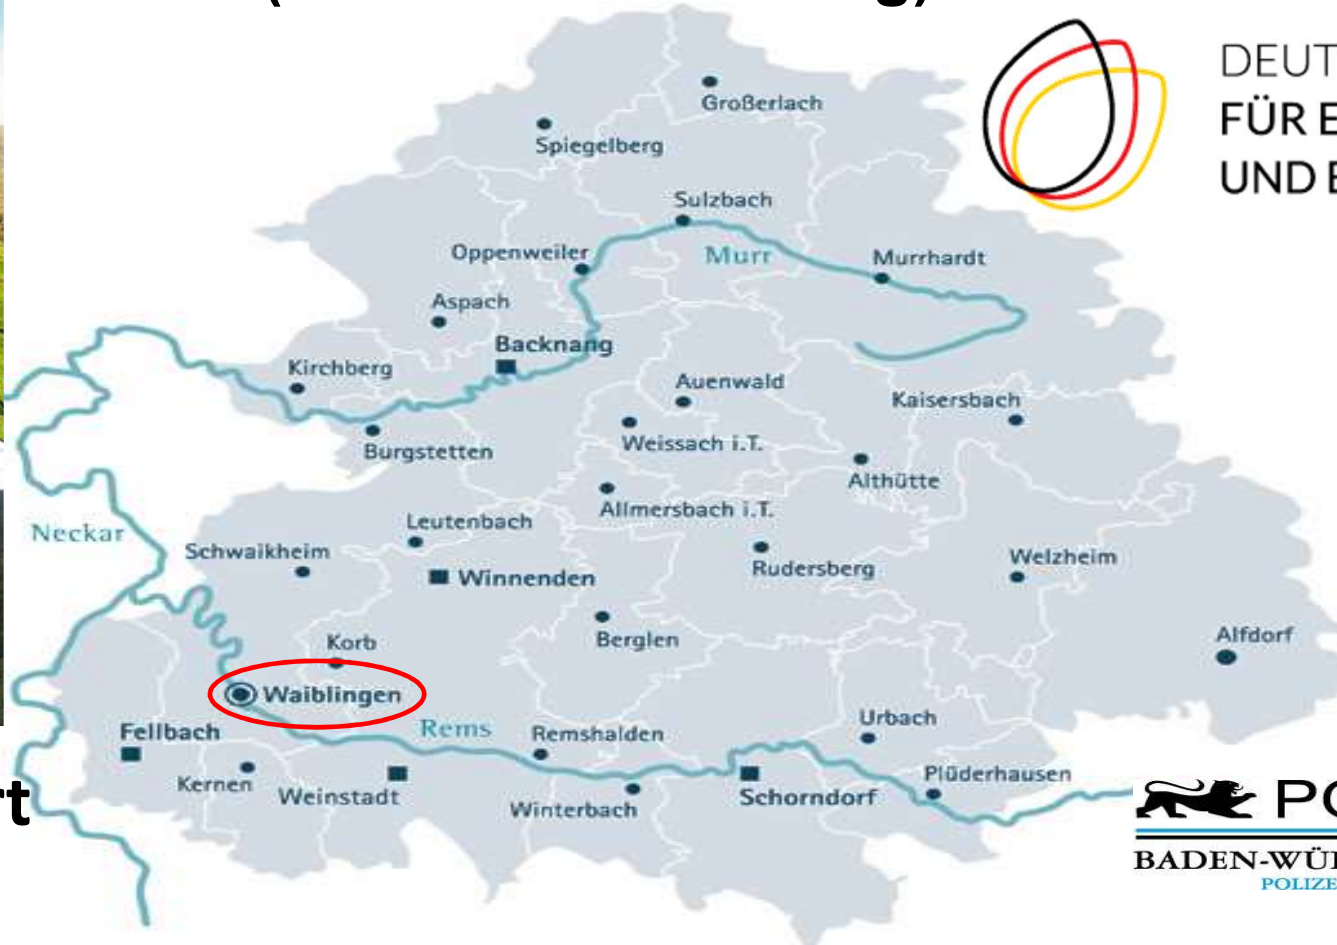 Großerlach
DEUT
FÜR E
UND E
Spiegelberg
Sulzbach
Oppenweiler
Murr
Murrhardt
Aspach
Backnang
Kirchberg
Auenwald
Kaisersbach
Burgstetten
Weissach i.T.
Althütte
Allmersbach i.T.
Neckar
Leutenbach
Schwaikheim
Winnenden
Rudersberg
Welzheim
Korb
Berglen
Alfdorf
Waiblingen
Fellbach
Rems
Remshalden
Urbach
Kernen
Weinstadt
Winterbach
Schorndorf
Plüderhausen
rt
PO
BADEN-WÜR
POLIZE